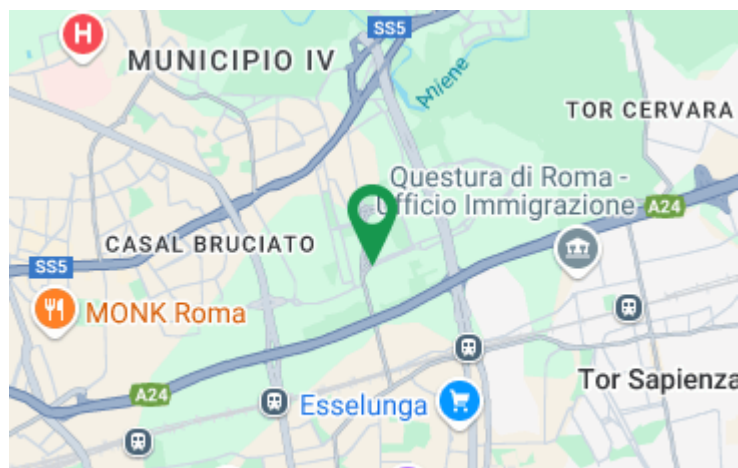 SS5
H
MUNICIPIO IV
Aniene
TOR CERVARA
Questura di Roma -
Ufficio Immigrazione
A24
CASAL BRUCIATO
SS5
MONK Roma
A24
Esselunga
Tor Sapienza